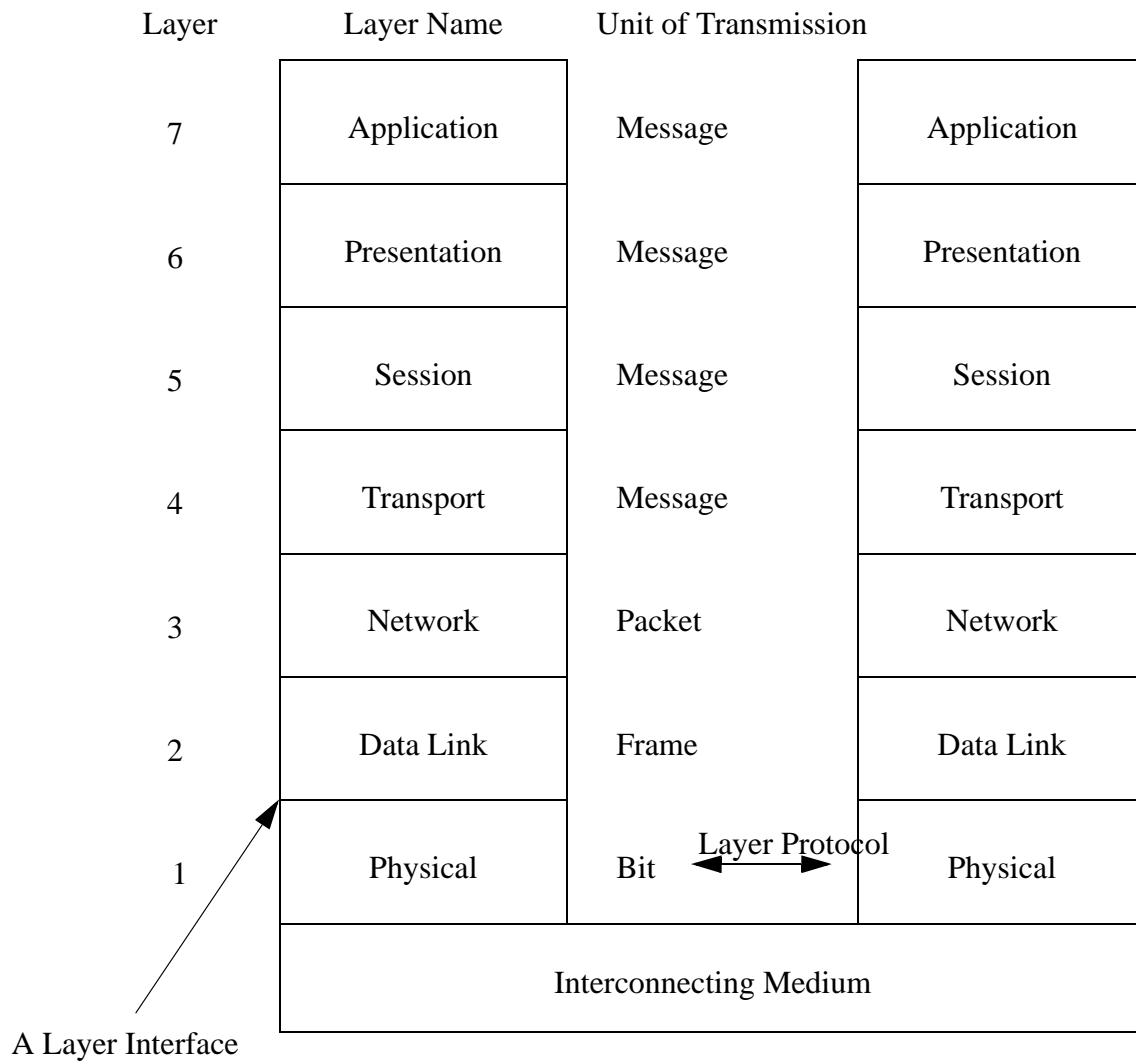 Layer Layer Name Unit of Transmission
7 Application Message Application
6 Presentation Message Presentation
5 Session Message Session
4 Transport Message Transport
3 Network Packet Network
2 Data Link Frame Data Link
Layer Protocol
1 Physical Bit Physical
Interconnecting Medium
A Layer Interface